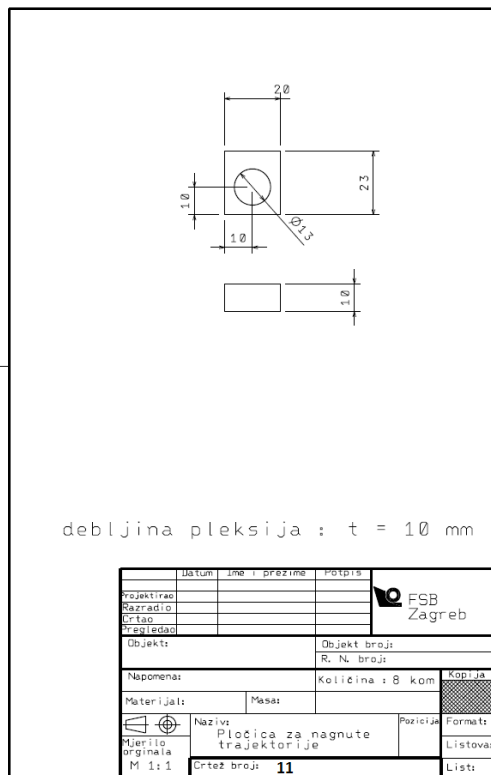 20
23
10
Ø13
10
10
debljina pleksija : t = 10 mm
Datum Ime i prezime Potpis
Projektirao
Razradio
Crtao
Pregledao
FSB
Zagreb
Objekt:
Objekt broj:
R. N. broj:
Napomena:
Količina : 8 kom
Kopija
Materijal:
Masa:
Naziv:
Pločica za nagnute
trajektorije
Pozicija
Format:
Mjerilo
orginala
M 1:1
Listova:
Crtež broj: 11
List: